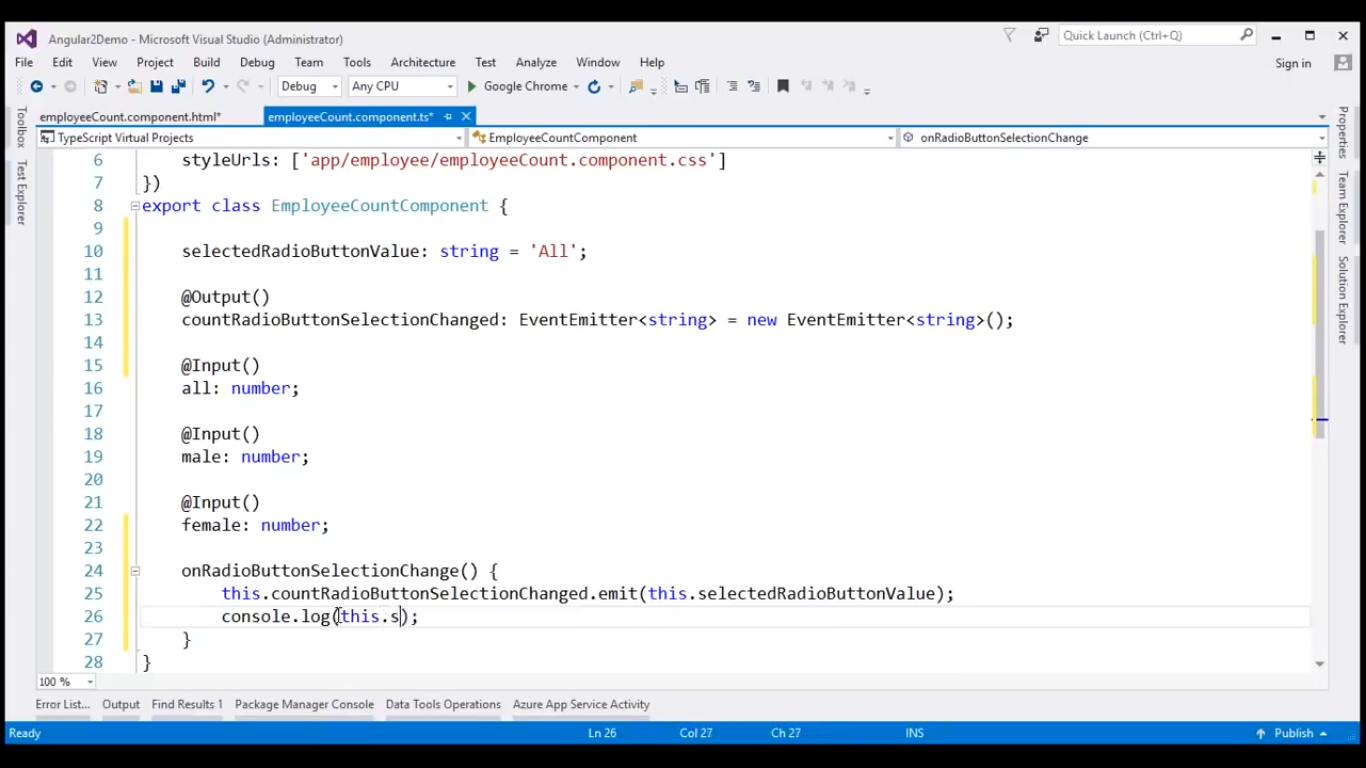 Angular2Demo - Microsoft Visual Studio (Administrator)
Quick Launch (Ctrl+Q)
File Edit View Project Build Debug Team Tools Architecture Test Analyze Window Help
Sign in
Debug Any CPU Google Chrome
employeeCount.component.html* employeeCount.component.ts*
TypeScript Virtual Projects EmployeeCountComponent onRadioButtonSelectionChange
Toolbox
Test Explorer
Properties
Team Explorer
Solution Explorer
6 styleUrls: ['app/employee/employeeCount.component.css']
7 })
8 export class EmployeeCountComponent {
9
10 selectedRadioButtonValue: string = 'All';
11
12 @Output()
13 countRadioButtonSelectionChanged: EventEmitter<string> = new EventEmitter<string>();
14
15 @Input()
16 all: number;
17
18 @Input()
19 male: number;
20
21 @Input()
22 female: number;
23
24 onRadioButtonSelectionChange() {
25 this.countRadioButtonSelectionChanged.emit(this.selectedRadioButtonValue);
26 console.log(this.s);
27 }
28 }
100 %
Error List... Output Find Results 1 Package Manager Console Data Tools Operations Azure App Service Activity
Ready Ln 26 Col 27 Ch 27 INS Publish